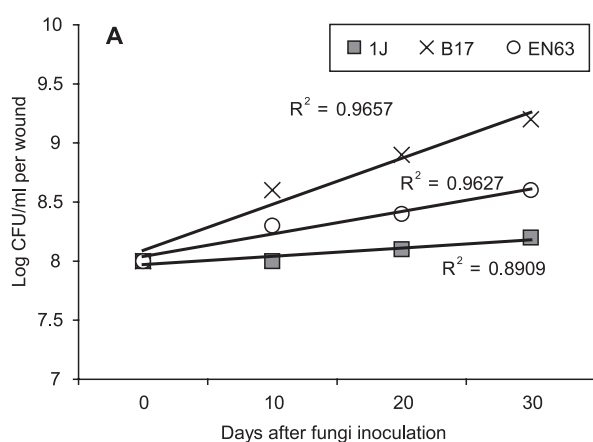 A
1J B17 EN63
10
9.5
9
8.5
8
7.5
7
Log CFU/ml per wound
R² = 0.9657
R² = 0.9627
R² = 0.8909
0 10 20 30
Days after fungi inoculation